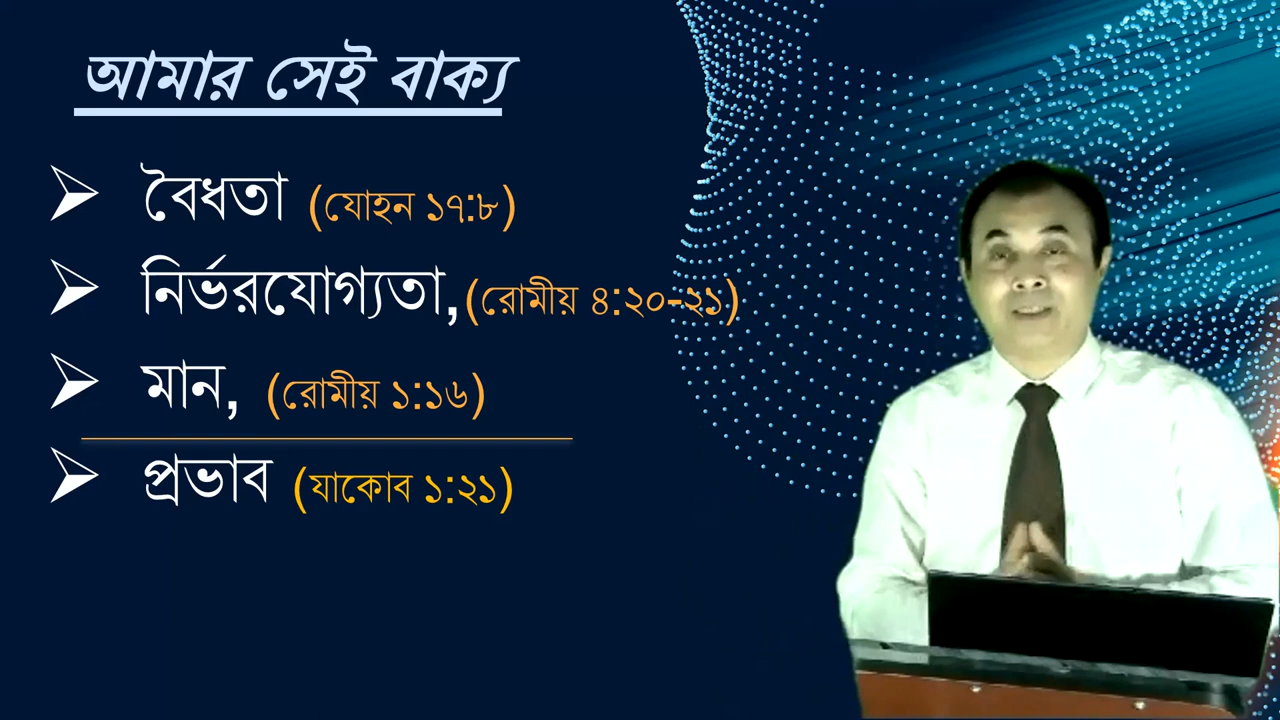 আমার সেই বাক্য
বৈধতা (যোহন ১৭:৮)
নির্ভরযোগ্যতা,(রোমীয় ৪:২০-২১)
মান, (রোমীয় ১:১৬)
প্রভাব (যাকোব ১:২১)